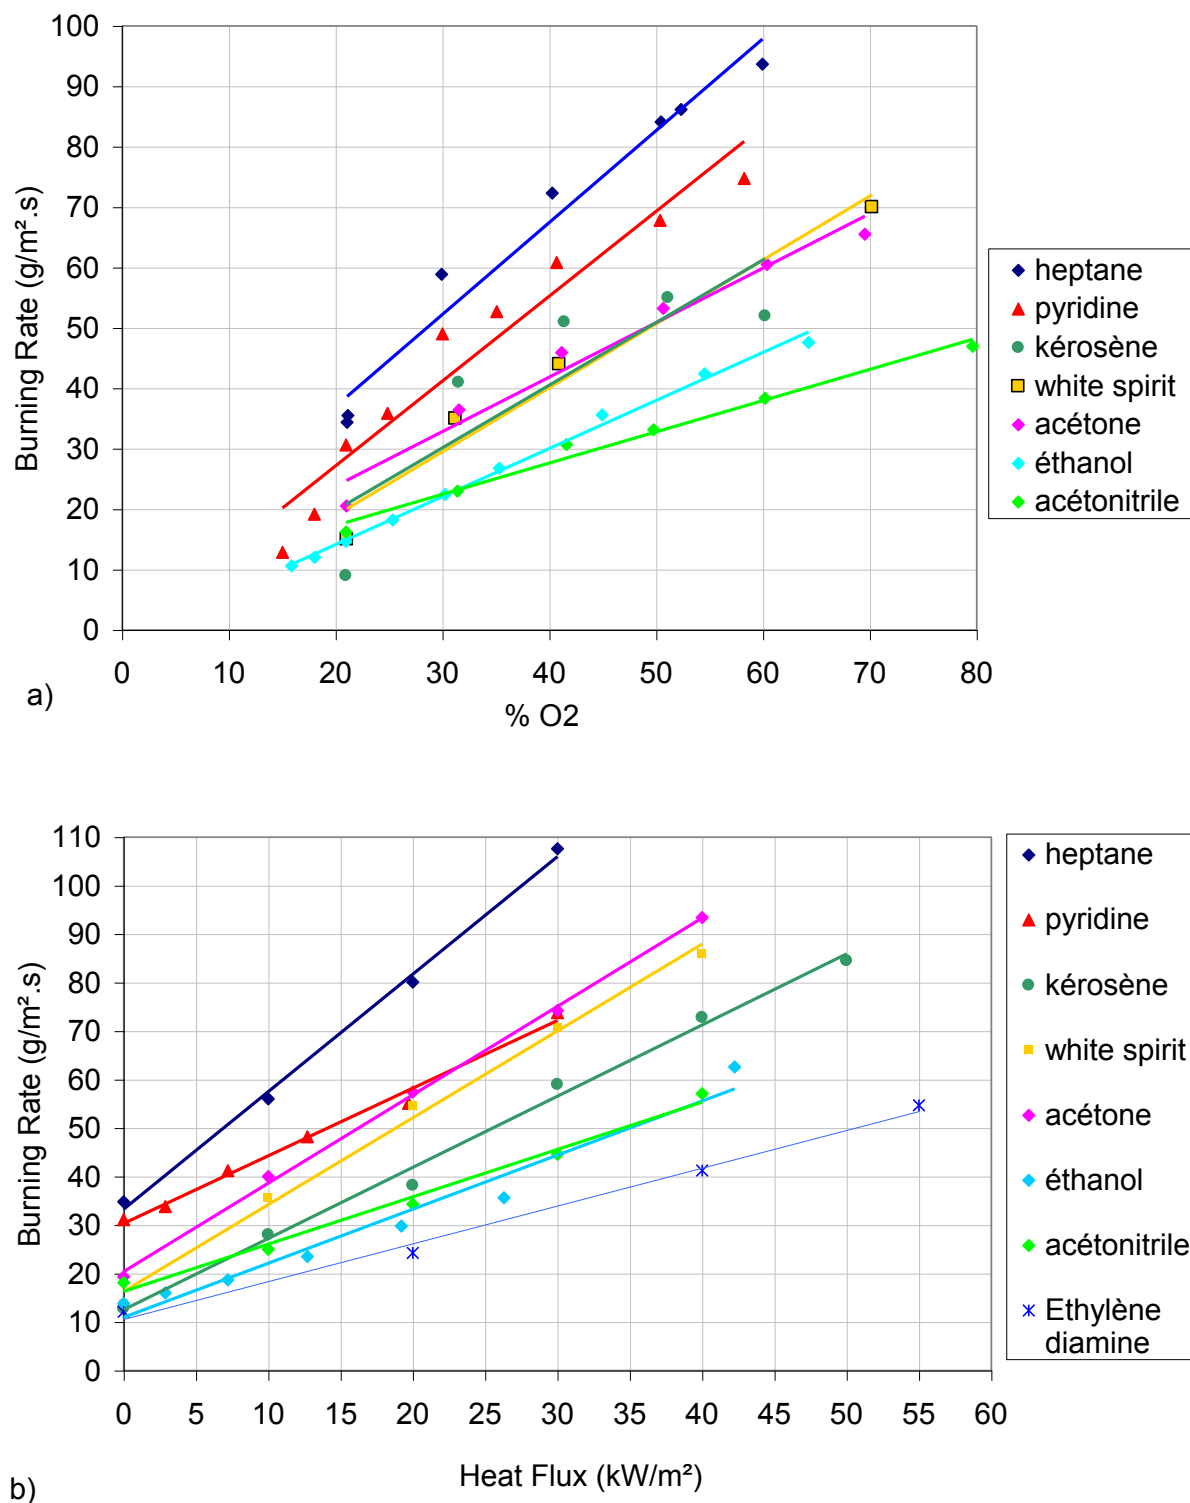 100
90
80
70
60
50
40
30
20
10
0
Burning Rate (g/m².s)
0 10 20 30 40 50 60 70 80
% O2
a)
heptane
pyridine
kérosène
white spirit
acétone
éthanol
acétonitrile
110
100
90
80
70
60
50
40
30
20
10
0
Burning Rate (g/m².s)
0 5 10 15 20 25 30 35 40 45 50 55 60
Heat Flux (kW/m²)
b)
heptane
pyridine
kérosène
white spirit
acétone
éthanol
acétonitrile
Ethylène
diamine